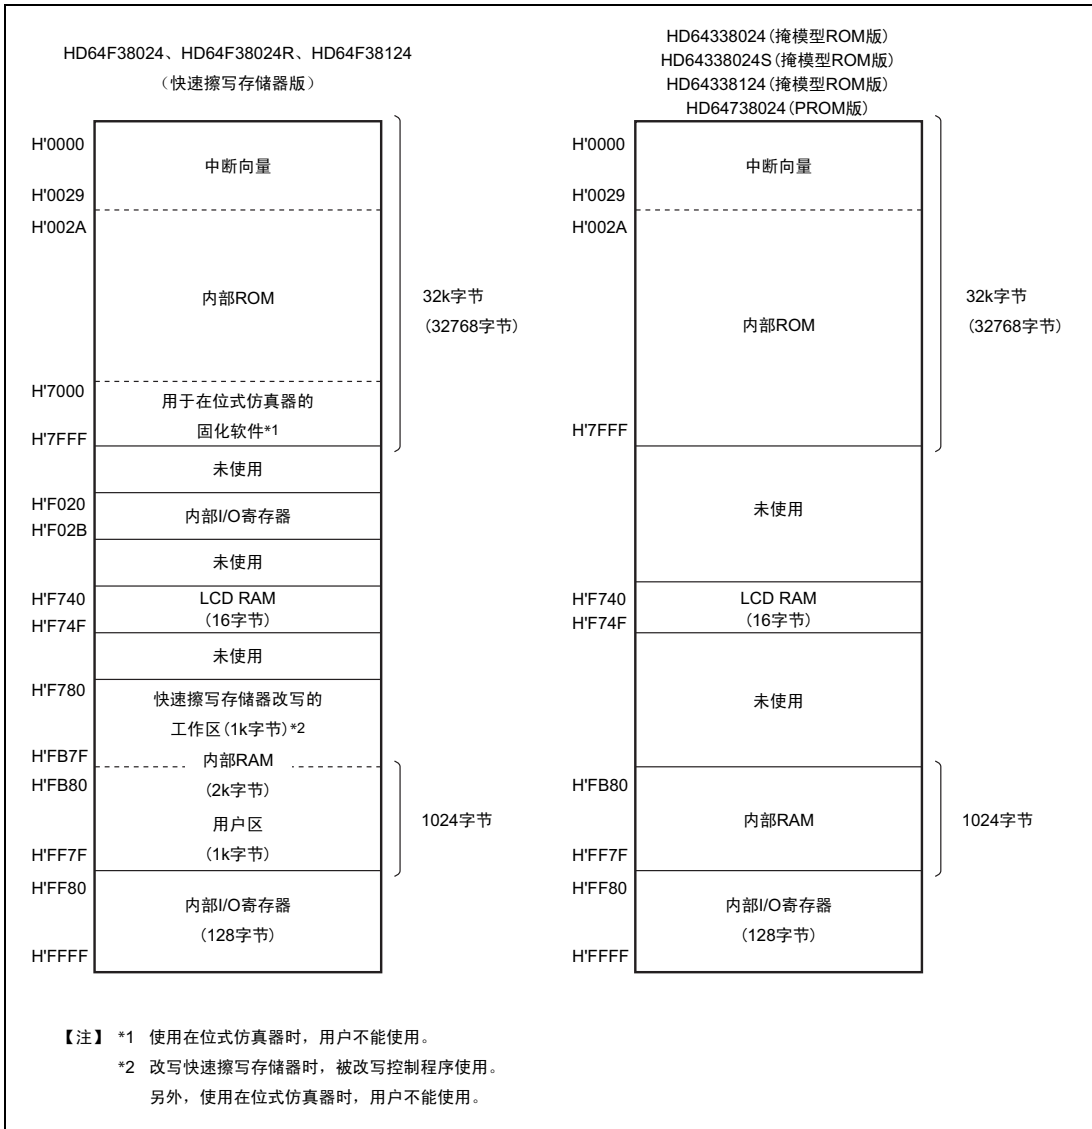 HD64F38024、HD64F38024R、HD64F38124
（快速擦写存储器版）
H'0000
中断向量
H'0029
H'002A
内部ROM
32k字节
(32768字节)
H'7000
用于在位式仿真器的
固化软件*1
H'7FFF
未使用
H'F020
内部I/O寄存器
H'F02B
未使用
H'F740
LCD RAM
(16字节)
H'F74F
未使用
H'F780
快速擦写存储器改写的
工作区(1k字节)*2
H'FB7F
内部RAM
H'FB80
(2k字节)
用户区
1024字节
(1k字节)
H'FF7F
H'FF80
内部I/O寄存器
(128字节)
H'FFFF
HD64338024(掩模型ROM版)
HD64338024S(掩模型ROM版)
HD64338124(掩模型ROM版)
HD64738024(PROM版)
H'0000
中断向量
H'0029
H'002A
内部ROM
32k字节
(32768字节)
H'7FFF
未使用
H'F740
LCD RAM
(16字节)
H'F74F
未使用
H'FB80
内部RAM
1024字节
H'FF7F
H'FF80
内部I/O寄存器
(128字节)
H'FFFF
【注】 *1 使用在位式仿真器时，用户不能使用。
*2 改写快速擦写存储器时，被改写控制程序使用。
另外，使用在位式仿真器时，用户不能使用。